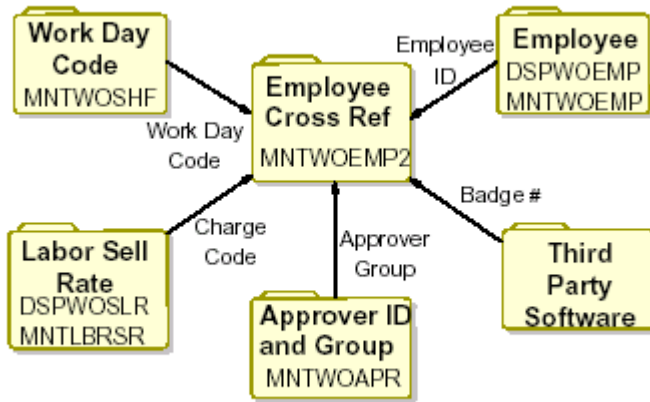 Work Day
Code
MNTWOSHF
Work Day
Code
Employee
Cross Ref
MNTWOEMP2
Employee
ID
Employee
DSPWOEMP
MNTWOEMP
Labor Sell
Rate
DSPWOSLR
MNTLBRSR
Charge
Code
Approver
Group
Approver ID
and Group
MNTWOAPR
Badge #
Third
Party
Software